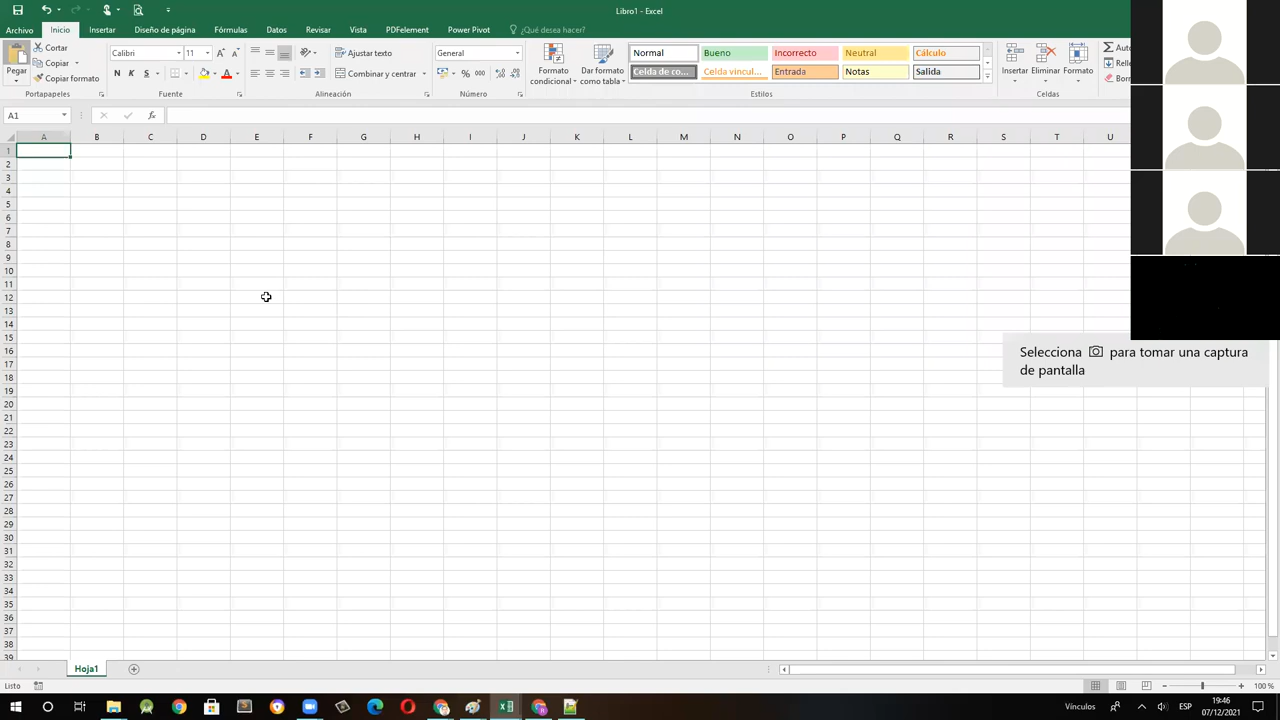 Libro1 - Excel
Archivo Inicio Insertar Diseño de página Fórmulas Datos Revisar Vista PDFelement Power Pivot ¿Qué desea hacer?
Pegar
Cortar
Copiar
Copiar formato
Portapapeles
Calibri 11
N K S
Fuente
Ajustar texto
Combinar y centrar
Alineación
General
% 000
Número
Formato condicional
Dar formato como tabla
Normal Bueno Incorrecto Neutral Cálculo
Celda de co... Celda vincul... Entrada Notas Salida
Estilos
Insertar Eliminar Formato
Celdas
Auto
Relle
Borr
A1
fx
A B C D E F G H I J K L M N O P Q R S T U
1
2
3
4
5
6
7
8
9
10
11
12
13
14
15
16
17
18
19
20
21
22
23
24
25
26
27
28
29
30
31
32
33
34
35
36
37
38
39
Selecciona para tomar una captura
de pantalla
Hoja1
Listo
100 %
Vínculos
ESP
19:46
07/12/2021